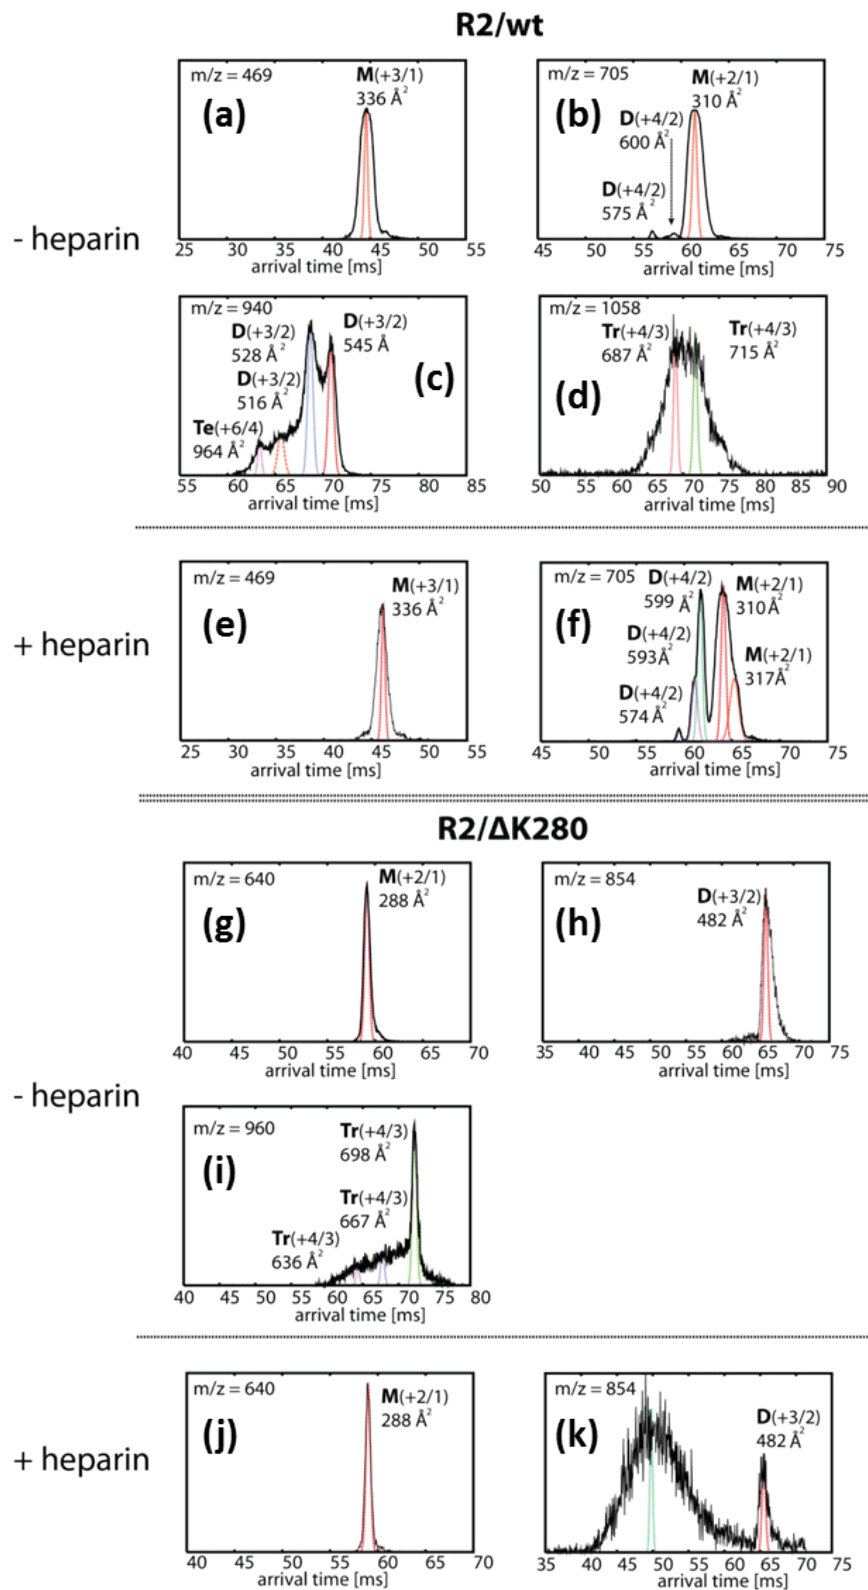 R2/wt
- heparin
m/z = 469
(a)
M(+3/1)
336 Å²
25 30 35 40 45 50 55
arrival time [ms]
m/z = 705
(b)
M(+2/1)
310 Å²
D(+4/2)
600 Å²
D(+4/2)
575 Å²
45 50 55 60 65 70 75
arrival time [ms]
m/z = 940
(c)
D(+3/2)
528 Å²
D(+3/2)
545 Å
D(+3/2)
516 Å²
Te(+6/4)
964 Å²
55 60 65 70 75 80 85
arrival time [ms]
m/z = 1058
(d)
Tr(+4/3)
687 Å²
Tr(+4/3)
715 Å²
50 55 60 65 70 75 80 85 90
arrival time [ms]
+ heparin
m/z = 469
(e)
M(+3/1)
336 Å²
25 30 35 40 45 50 55
arrival time [ms]
m/z = 705
(f)
D(+4/2)
599 Å²
M(+2/1)
310 Å²
D(+4/2)
593 Å²
M(+2/1)
317 Å²
D(+4/2)
574 Å²
45 50 55 60 65 70 75
arrival time [ms]
R2/ΔK280
- heparin
m/z = 640
(g)
M(+2/1)
288 Å²
40 45 50 55 60 65 70
arrival time [ms]
m/z = 854
(h)
D(+3/2)
482 Å²
35 40 45 50 55 60 65 70 75
arrival time [ms]
m/z = 960
(i)
Tr(+4/3)
698 Å²
Tr(+4/3)
667 Å²
Tr(+4/3)
636 Å²
40 45 50 55 60 65 70 75 80
arrival time [ms]
+ heparin
m/z = 640
(j)
M(+2/1)
288 Å²
40 45 50 55 60 65 70
arrival time [ms]
m/z = 854
(k)
D(+3/2)
482 Å²
35 40 45 50 55 60 65 70 75
arrival time [ms]